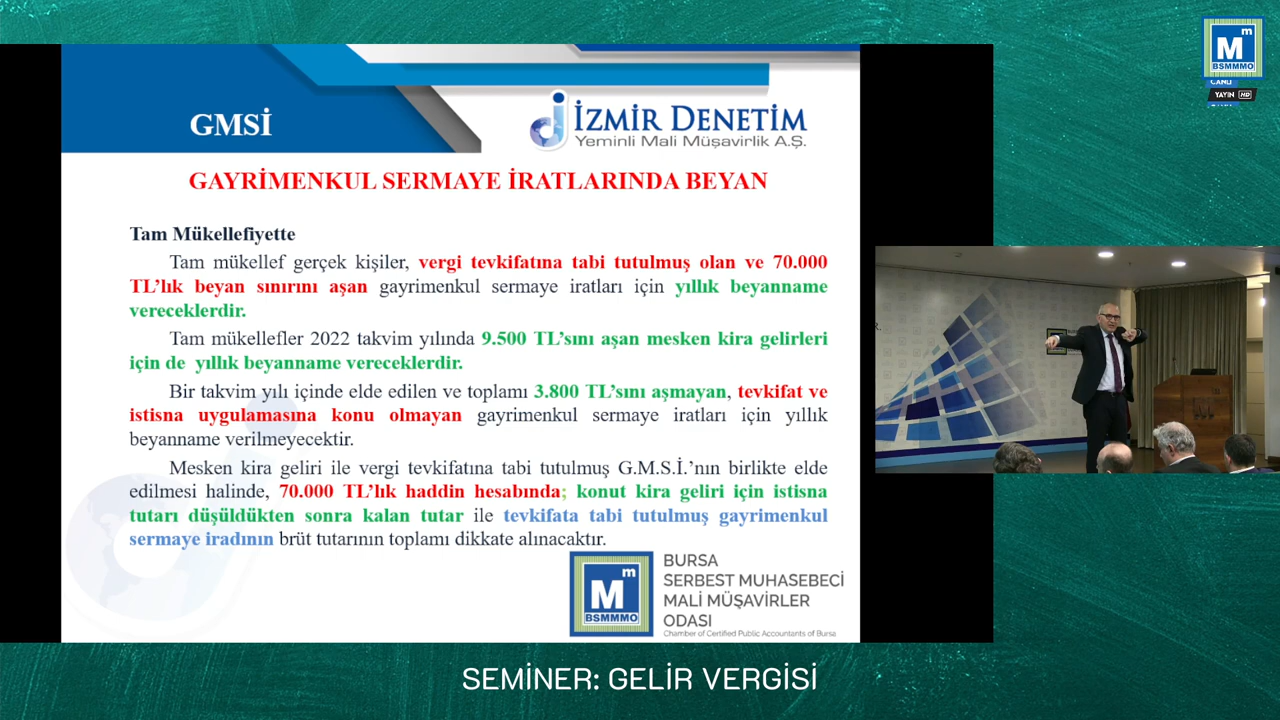 M m
BSMMMO
CANLI
YAYIN HD
GMSİ
İZMİR DENETİM
Yeminli Mali Müşavirlik A.Ş.
GAYRİMENKUL SERMAYE İRATLARINDA BEYAN
Tam Mükellefiyette
Tam mükellef gerçek kişiler, vergi tevkifatına tabi tutulmuş olan ve 70.000
TL’lık beyan sınırını aşan gayrimenkul sermaye iratları için yıllık beyanname
vereceklerdir.
Tam mükellefler 2022 takvim yılında 9.500 TL’sını aşan mesken kira gelirleri
için de yıllık beyanname vereceklerdir.
Bir takvim yılı içinde elde edilen ve toplamı 3.800 TL’sını aşmayan, tevkifat ve
istisna uygulamasına konu olmayan gayrimenkul sermaye iratları için yıllık
beyanname verilmeyecektir.
Mesken kira geliri ile vergi tevkifatına tabi tutulmuş G.M.S.İ.’nın birlikte elde
edilmesi halinde, 70.000 TL’lık haddin hesabında; konut kira geliri için istisna
tutarı düşüldükten sonra kalan tutar ile tevkifata tabi tutulmuş gayrimenkul
sermaye iradının brüt tutarının toplamı dikkate alınacaktır.
M m
BSMMMO
BURSA
SERBEST MUHASEBECİ
MALİ MÜŞAVİRLER
ODASI
Chamber of Certified Public Accountants of Bursa
SEMİNER: GELİR VERGİSİ